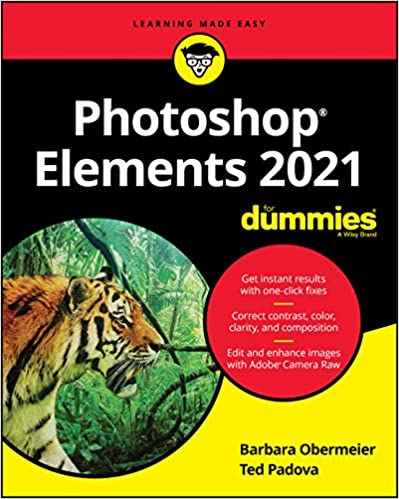 LEARNING MADE EASY
Photoshop®
Elements 2021
for
dummies®
A Wiley Brand
Get instant results
with one-click fixes
Correct contrast, color,
clarity, and composition
Edit and enhance images
with Adobe® Camera Raw
Barbara Obermeier
Ted Padova